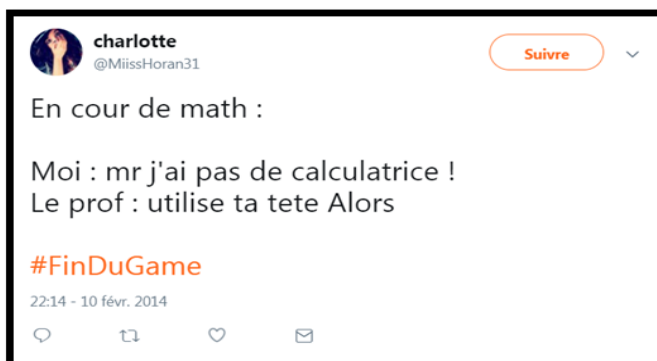 charlotte
@MiissHoran31
Suivre
En cour de math :
Moi : mr j'ai pas de calculatrice !
Le prof : utilise ta tete Alors
#FinDuGame
22:14 - 10 févr. 2014